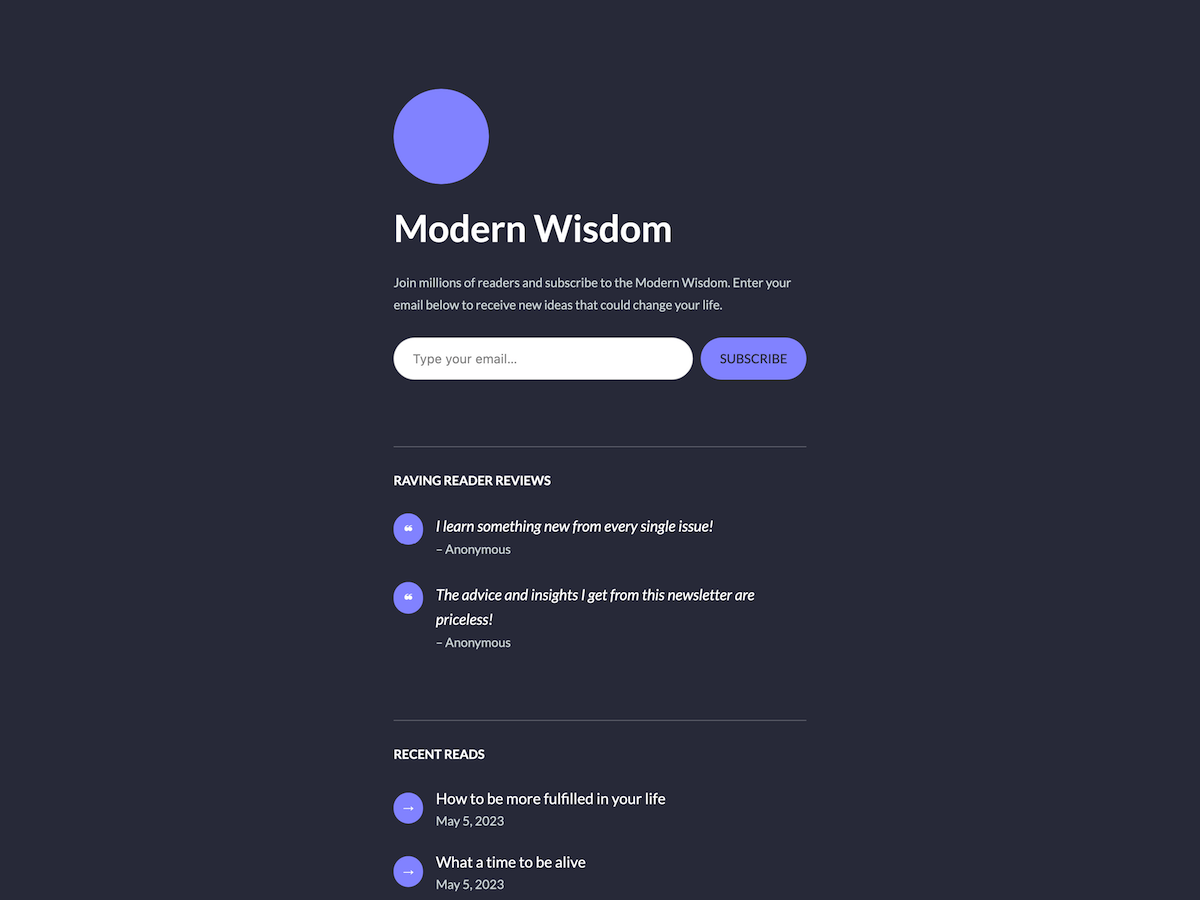 Modern Wisdom
Join millions of readers and subscribe to the Modern Wisdom. Enter your
email below to receive new ideas that could change your life.
Type your email...
SUBSCRIBE
RAVING READER REVIEWS
❝
I learn something new from every single issue!
– Anonymous
❝
The advice and insights I get from this newsletter are
priceless!
– Anonymous
RECENT READS
→
How to be more fulfilled in your life
May 5, 2023
→
What a time to be alive
May 5, 2023